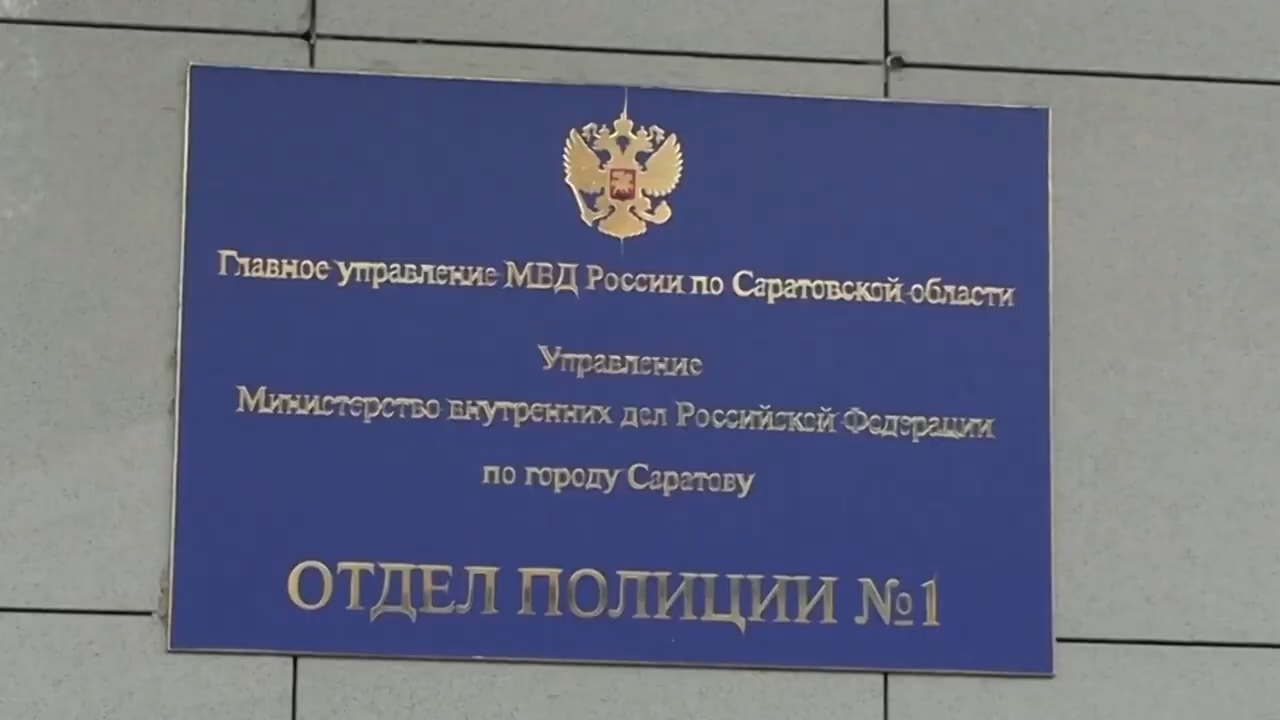 Главное управление МВД России по Саратовской области
Управление
Министерство внутренних дел Российской Федерации
по городу Саратову
ОТДЕЛ ПОЛИЦИИ №1